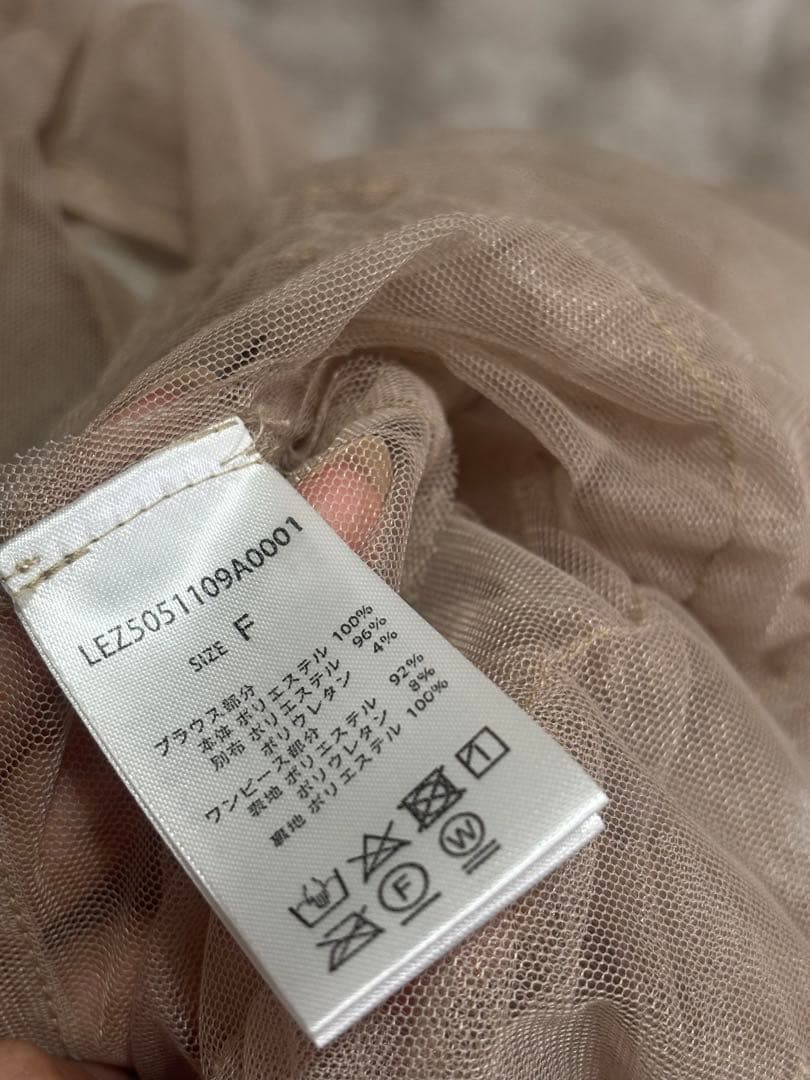 LEZ5051109A0001
SIZE F
ブラウス部分
本体 ポリエステル 100%
別布 ポリエステル 96%
ポリウレタン 4%
ワンピース部分
表地 ポリエステル 92%
ポリウレタン 8%
裏地 ポリエステル 100%
F
W